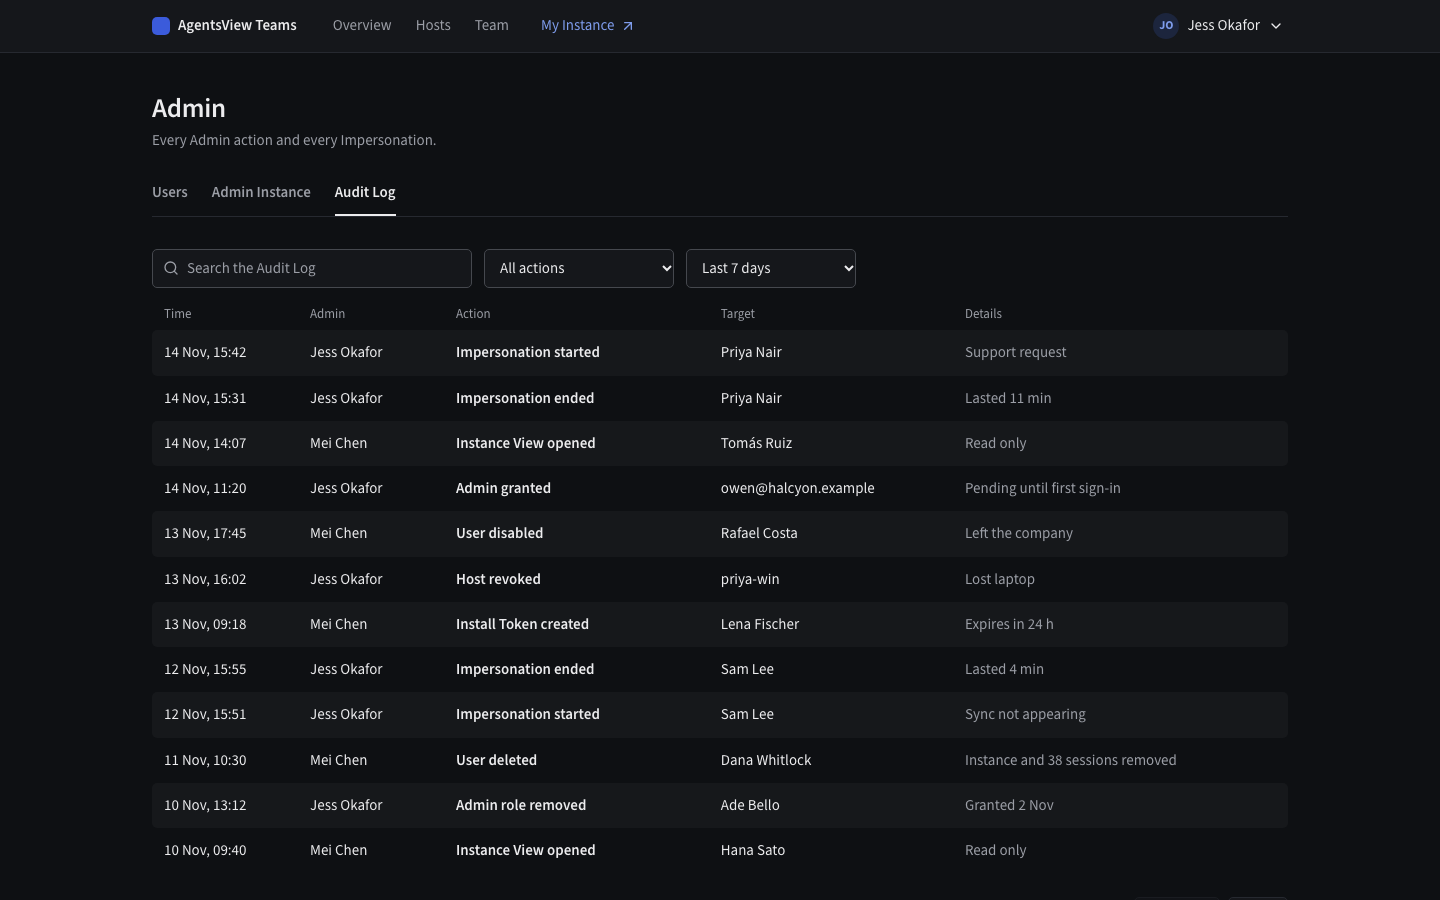 AgentsView Teams Overview Hosts Team My Instance JO Jess Okafor
Admin
Every Admin action and every Impersonation.
Users Admin Instance Audit Log
Search the Audit Log All actions Last 7 days
Time Admin Action Target Details
14 Nov, 15:42 Jess Okafor Impersonation started Priya Nair Support request
14 Nov, 15:31 Jess Okafor Impersonation ended Priya Nair Lasted 11 min
14 Nov, 14:07 Mei Chen Instance View opened Tomás Ruiz Read only
14 Nov, 11:20 Jess Okafor Admin granted owen@halcyon.example Pending until first sign-in
13 Nov, 17:45 Mei Chen User disabled Rafael Costa Left the company
13 Nov, 16:02 Jess Okafor Host revoked priya-win Lost laptop
13 Nov, 09:18 Mei Chen Install Token created Lena Fischer Expires in 24 h
12 Nov, 15:55 Jess Okafor Impersonation ended Sam Lee Lasted 4 min
12 Nov, 15:51 Jess Okafor Impersonation started Sam Lee Sync not appearing
11 Nov, 10:30 Mei Chen User deleted Dana Whitlock Instance and 38 sessions removed
10 Nov, 13:12 Jess Okafor Admin role removed Ade Bello Granted 2 Nov
10 Nov, 09:40 Mei Chen Instance View opened Hana Sato Read only